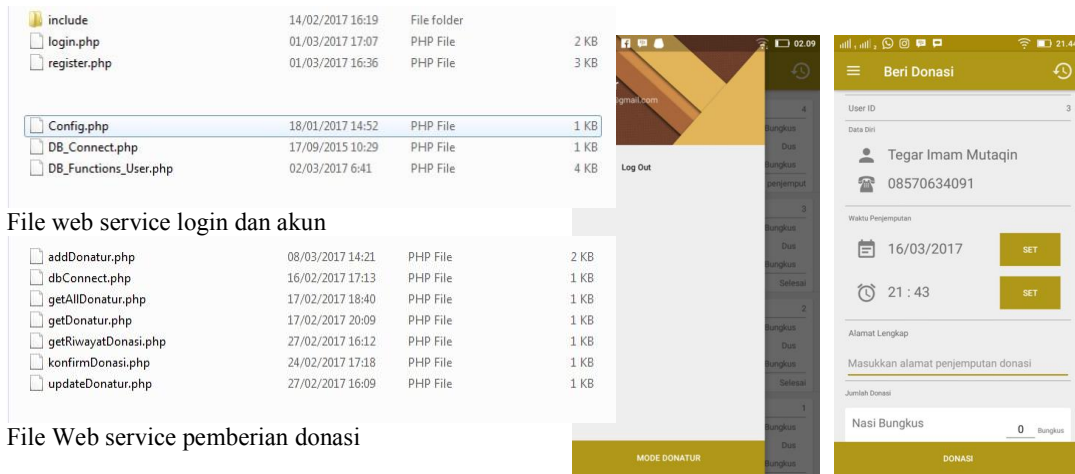 include 14/02/2017 16:19 File folder
login.php 01/03/2017 17:07 PHP File 2 KB
register.php 01/03/2017 16:36 PHP File 3 KB
Config.php 18/01/2017 14:52 PHP File 1 KB
DB_Connect.php 17/09/2015 10:29 PHP File 1 KB
DB_Functions_User.php 02/03/2017 6:41 PHP File 4 KB
File web service login dan akun
addDonatur.php 08/03/2017 14:21 PHP File 2 KB
dbConnect.php 16/02/2017 17:13 PHP File 1 KB
getAllDonatur.php 17/02/2017 18:40 PHP File 1 KB
getDonatur.php 17/02/2017 20:09 PHP File 1 KB
getRiwayatDonasi.php 27/02/2017 16:12 PHP File 1 KB
konfirmDonasi.php 24/02/2017 17:18 PHP File 1 KB
updateDonatur.php 27/02/2017 16:09 PHP File 1 KB
File Web service pemberian donasi
02.09
@gmail.com
Log Out
4
Bungkus
Dus
Bungkus
penjemput
3
Bungkus
Dus
Bungkus
Selesai
2
Bungkus
Dus
Bungkus
Selesai
1
Bungkus
Dus
Bungkus
MODE DONATUR
21.44
Beri Donasi
User ID 3
Data Diri
Tegar Imam Mutaqin
08570634091
Waktu Penjemputan
16/03/2017 SET
21 : 43 SET
Alamat Lengkap
Masukkan alamat penjemputan donasi
Jumlah Donasi
Nasi Bungkus 0 Bungkus
DONASI